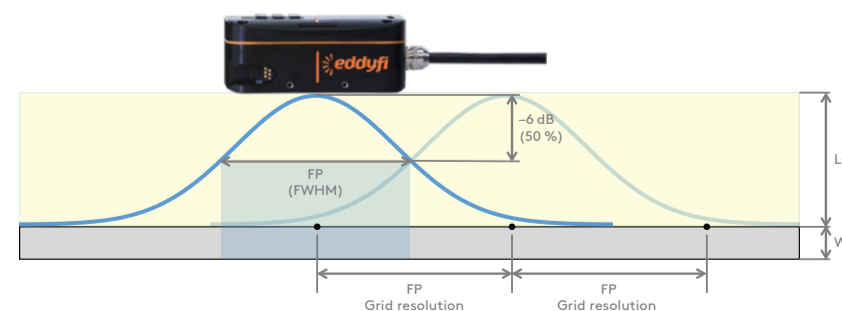 eddyfi
–6 dB
(50 %)
FP
(FWHM)
L
W
FP
Grid resolution
FP
Grid resolution